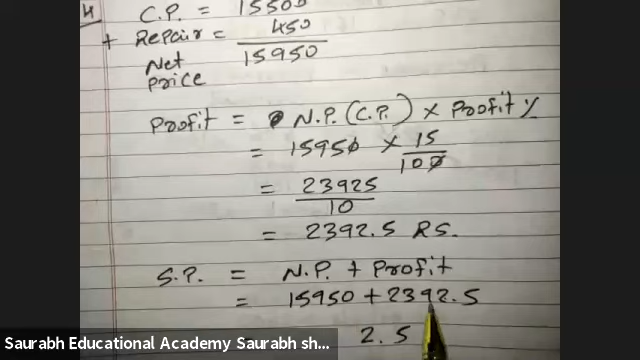 4 C.P. = 15500
+ Repair = 450
Net Price 15950
Profit = N.P. (C.P.) × Profit %
= 15950 × 15/100
= 23925/10
= 2392.5 RS.
S.P. = N.P. + Profit
= 15950 + 2392.5
2.5
Saurabh Educational Academy Saurabh sh...